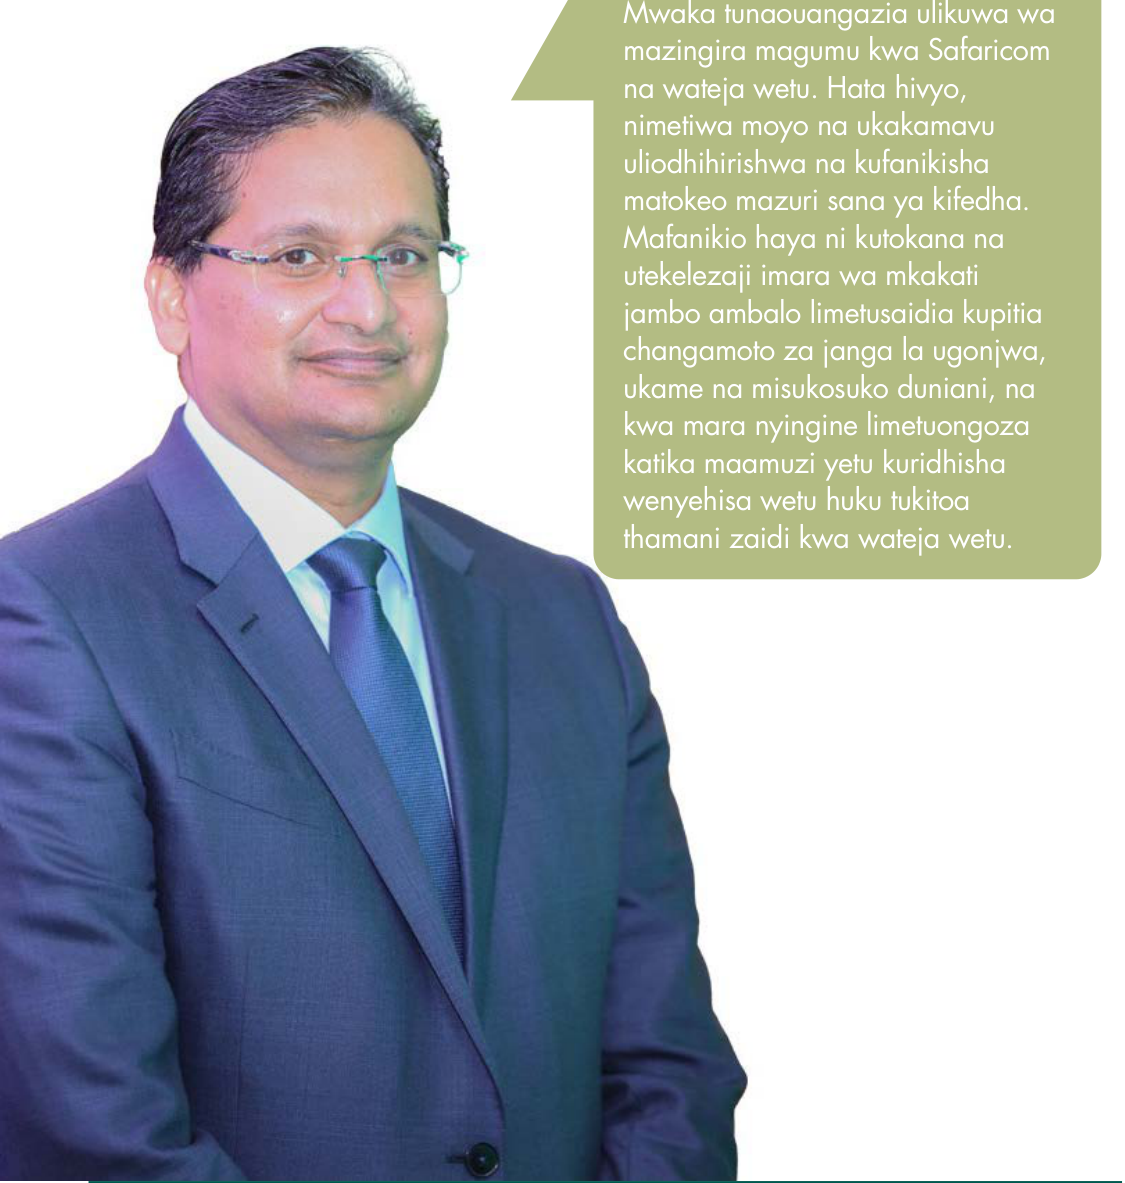 Mwaka tunaouangazia ulikuwa wa
mazingira magumu kwa Safaricom
na wateja wetu. Hata hivyo,
nimetiwa moyo na ukakamavu
uliodhihirishwa na kufanikisha
matokeo mazuri sana ya kifedha.
Mafanikio haya ni kutokana na
utekelezaji imara wa mkakati
jambo ambalo limetusaidia kupitia
changamoto za janga la ugonjwa,
ukame na misukosuko duniani, na
kwa mara nyingine limetuongoza
katika maamuzi yetu kuridhisha
wenyehisa wetu huku tukitoa
thamani zaidi kwa wateja wetu.